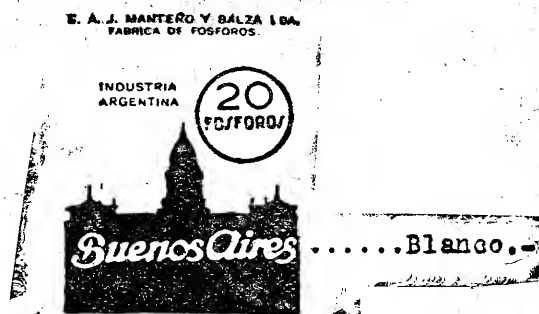 E. A. J. MANTERO Y BALZA LDA.
FABRICA DE FOSFOROS.
INDUSTRIA
ARGENTINA
20
FOSFOROS
Buenos Aires
......Blanco.-